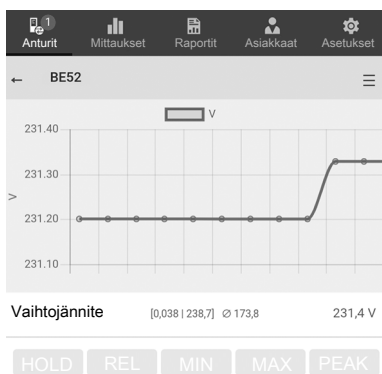 1
Anturit Mittaukset Raportit Asiakkaat Asetukset
← BE52
V
231.40
231.30
V
231.20
231.10
Vaihtojännite [0,038 | 238,7] ∅ 173,8 231,4 V
HOLD REL MIN MAX PEAK